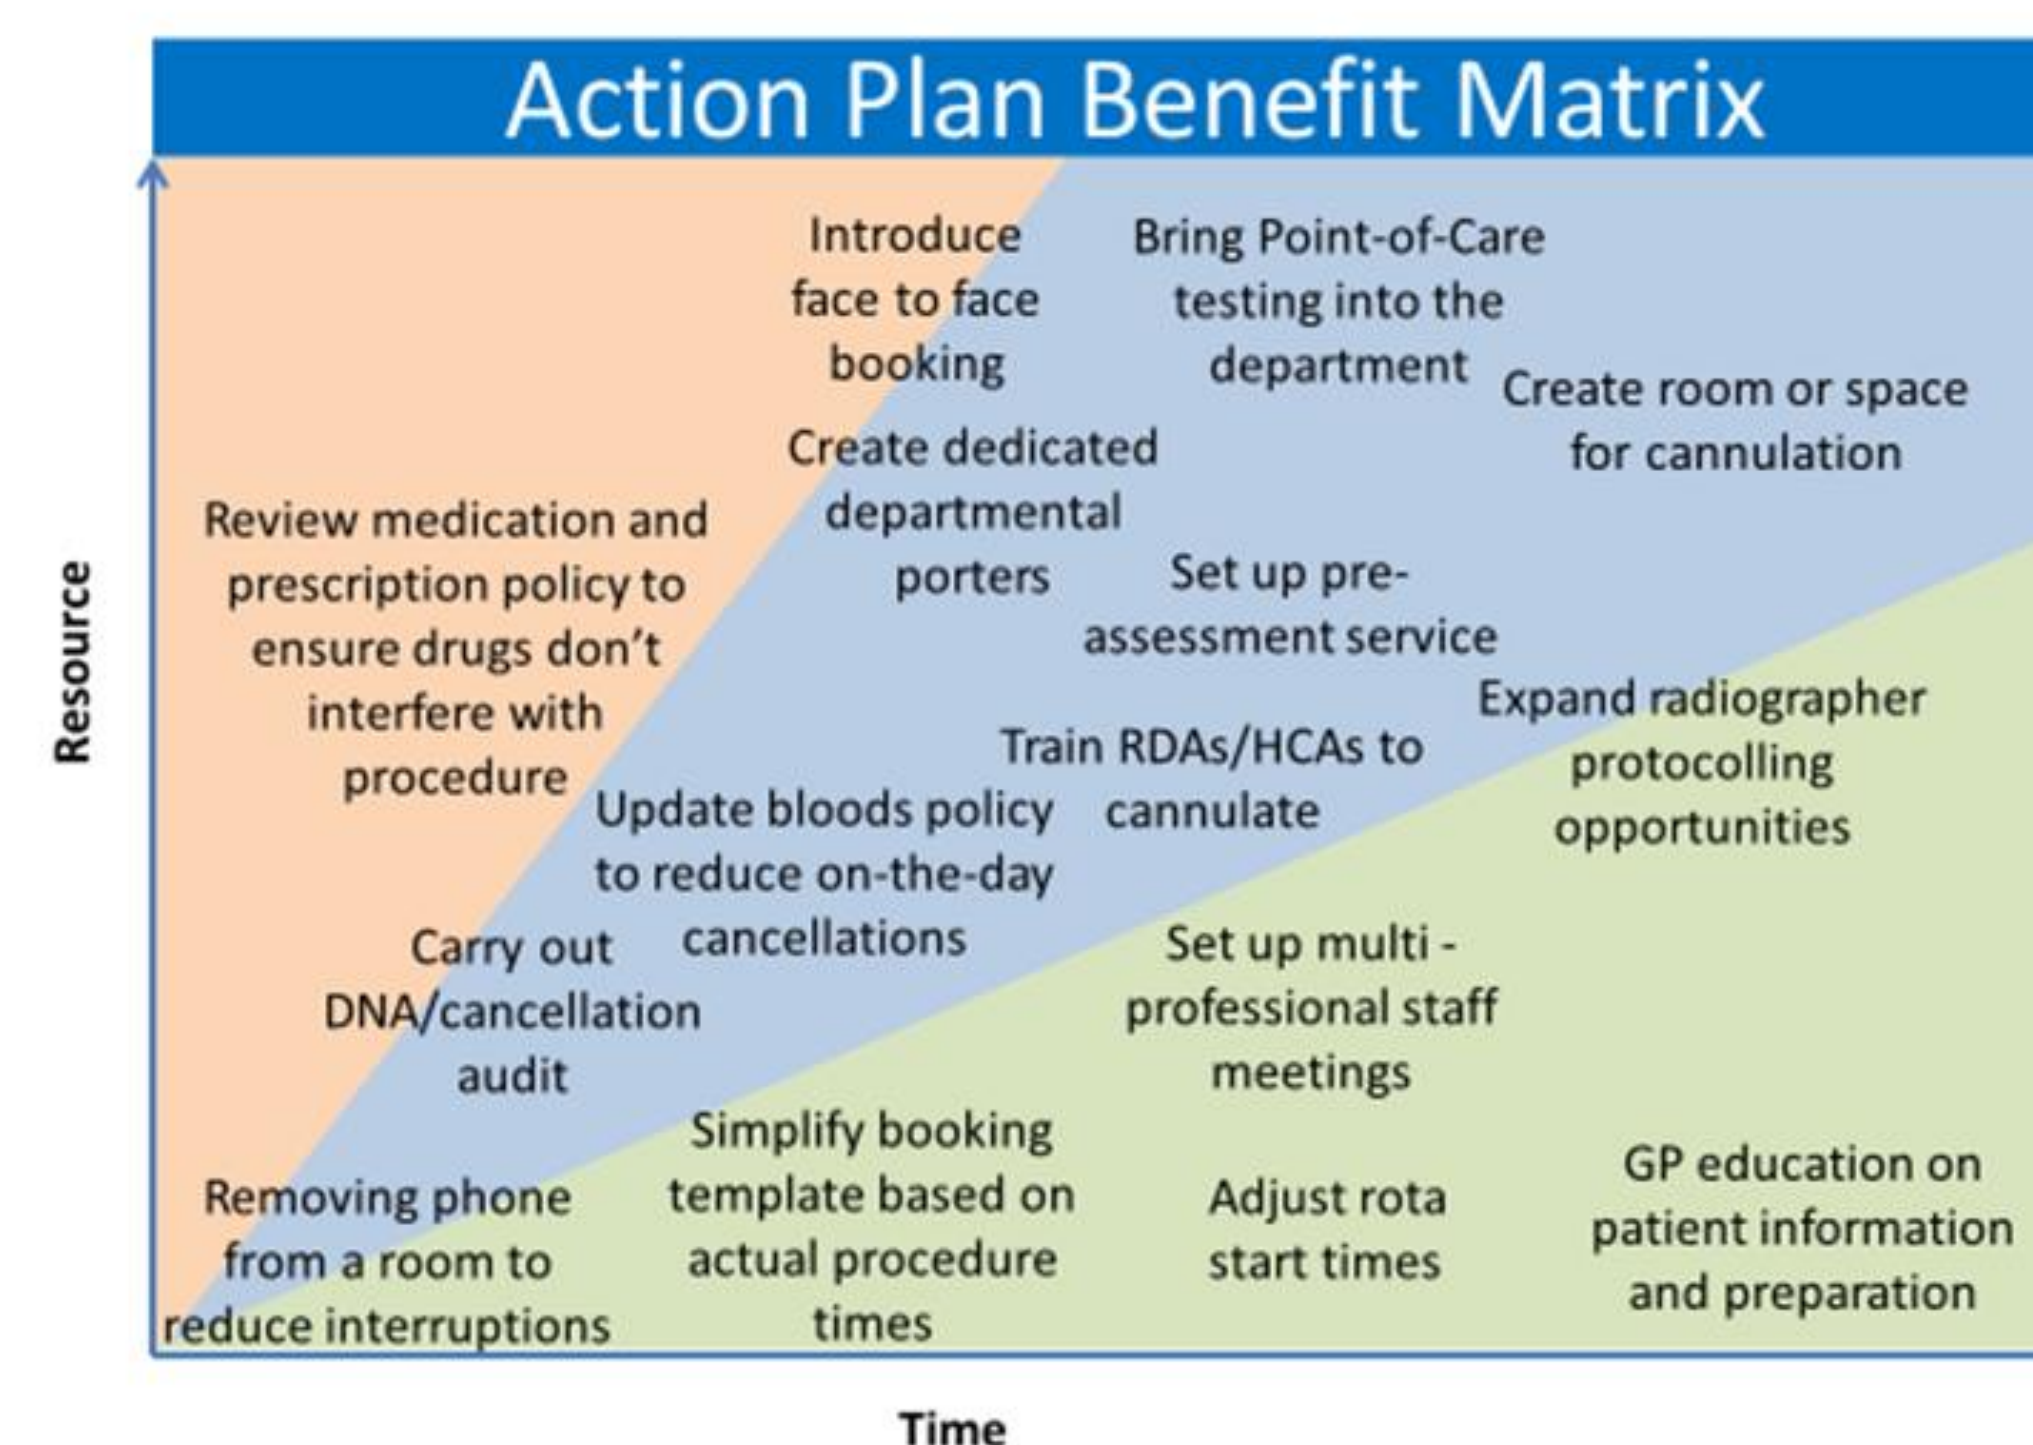 Action Plan Benefit Matrix
Introduce
face to face
booking
Bring Point-of-Care
testing into the
department
Create room or space
for cannulation
Create dedicated
departmental
porters
Review medication and
prescription policy to
ensure drugs don't
interfere with
procedure
Set up pre-
assessment service
Expand radiographer
protocolling
opportunities
Train RDAs/HCAs to
cannulate
Update bloods policy
to reduce on-the-day
cancellations
Carry out
DNA/cancellation
audit
Set up multi -
professional staff
meetings
Simplify booking
template based on
actual procedure
times
Removing phone
from a room to
reduce interruptions
Adjust rota
start times
GP education on
patient information
and preparation
Resource
Time